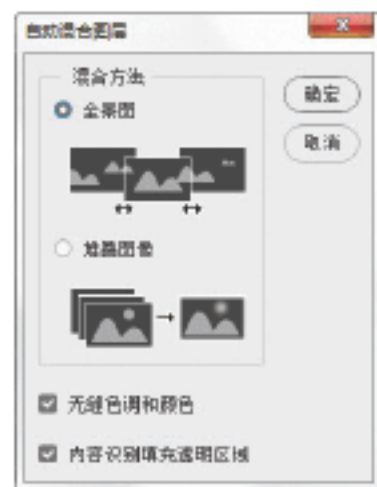 自动混合图层
混合方法
确定
全景图
取消
堆叠图像
无缝色调和颜色
内容识别填充透明区域